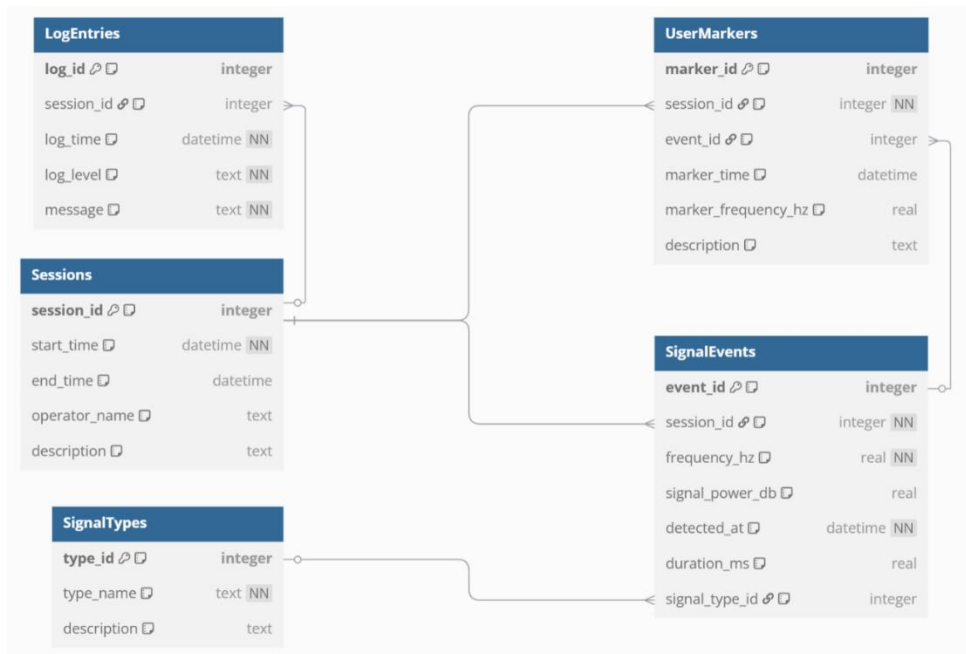 LogEntries
log_id integer
session_id integer
log_time datetime NN
log_level text NN
message text NN
Sessions
session_id integer
start_time datetime NN
end_time datetime
operator_name text
description text
SignalTypes
type_id integer
type_name text NN
description text
UserMarkers
marker_id integer
session_id integer NN
event_id integer
marker_time datetime
marker_frequency_hz real
description text
SignalEvents
event_id integer
session_id integer NN
frequency_hz real NN
signal_power_db real
detected_at datetime NN
duration_ms real
signal_type_id integer